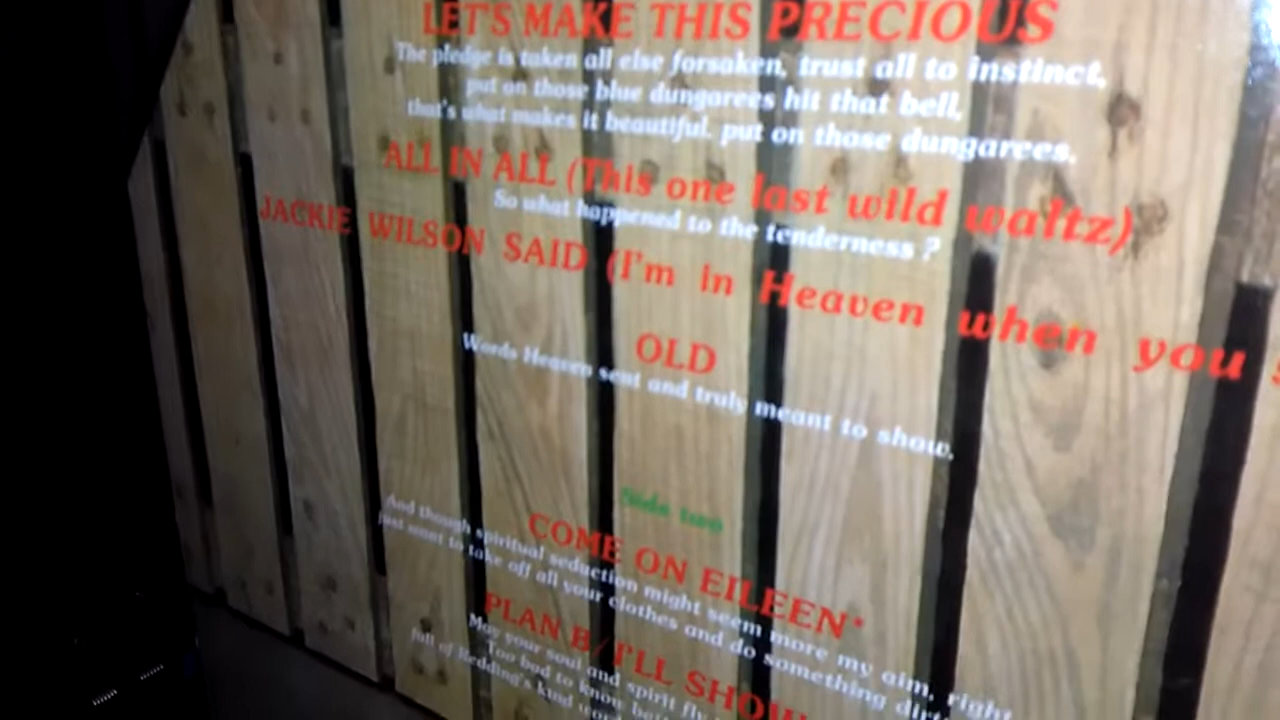 LET'S MAKE THIS PRECIOUS
The pledge is taken all else forsaken, trust all to instinct,
put on those blue dungarees hit that bell,
that's what makes it beautiful. put on those dungarees.
ALL IN ALL (This one last wild waltz)
So what happened to the tenderness ?
JACKIE WILSON SAID (I'm in Heaven when you
OLD
Words Heaven sent and truly meant to show.
Side two
COME ON EILEEN*
And though spiritual seduction might seem more my aim, right
just want to take off all your clothes and do something
PLAN B/I'LL SHOW
May your soul and spirit fly
Too bad to know
full of Redding's kind